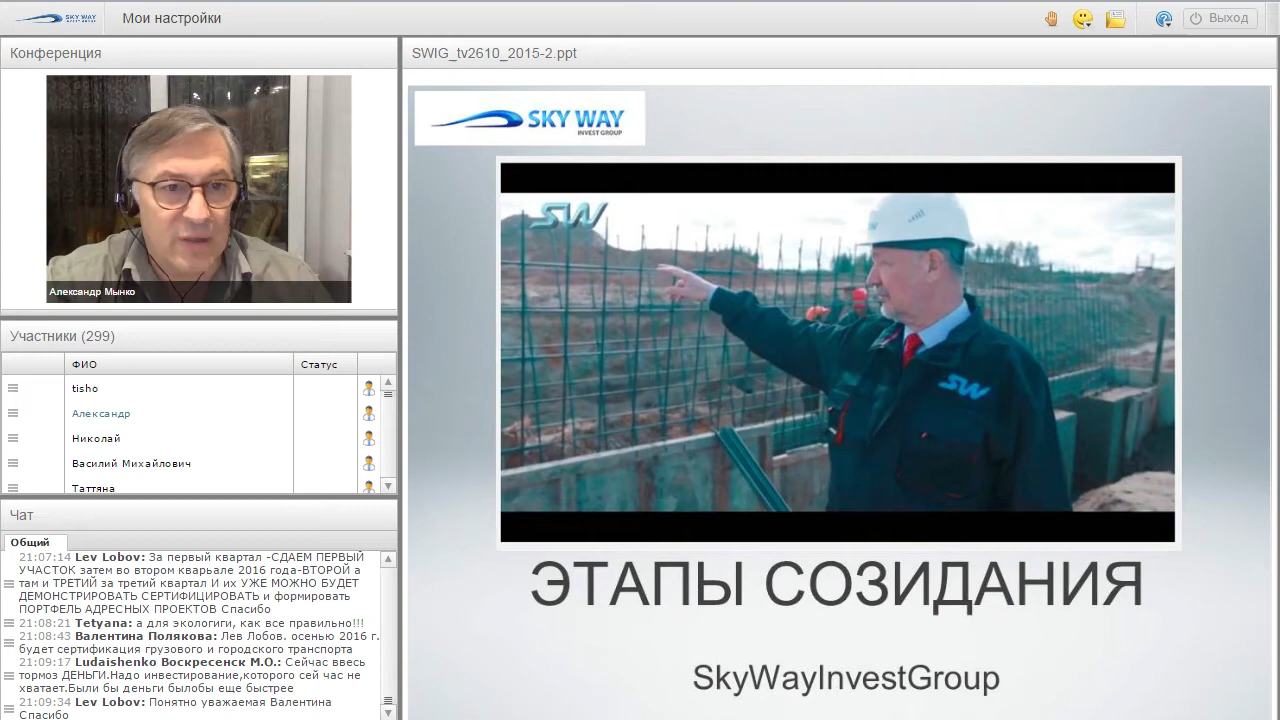 SKY WAY
INVEST GROUP
Мои настройки
Выход
Конференция
Александр Мынко
Участники (299)
ФИО
Статус
tisho
Александр
Николай
Василий Михайлович
Таттяна
Чат
Общий
21:07:14 Lev Lobov: За первый квартал -СДАЕМ ПЕРВЫЙ
УЧАСТОК затем во втором кварьале 2016 года-ВТОРОЙ а
там и ТРЕТИЙ за третий квартал И их УЖЕ МОЖНО БУДЕТ
ДЕМОНСТРИРОВАТЬ СЕРТИФИЦИРОВАТЬ и формировать
ПОРТФЕЛЬ АДРЕСНЫХ ПРОЕКТОВ Спасибо
21:08:21 Tetyana: а для экологиги, как все правильно!!!
21:08:43 Валентина Полякова: Лев Лобов. осенью 2016 г.
будет сертификация грузового и городского транспорта
21:09:17 Ludaishenko Воскресенск М.О.: Сейчас ввесь
тормоз ДЕНЬГИ.Надо инвестирование,которого сей час не
хватает.Были бы деньги былобы еще быстрее
21:09:34 Lev Lobov: Понятно уважаемая Валентина
Спасибо
SWIG_tv2610_2015-2.ppt
SKY WAY
INVEST GROUP
SW
SW
ЭТАПЫ СОЗИДАНИЯ
SkyWayInvestGroup